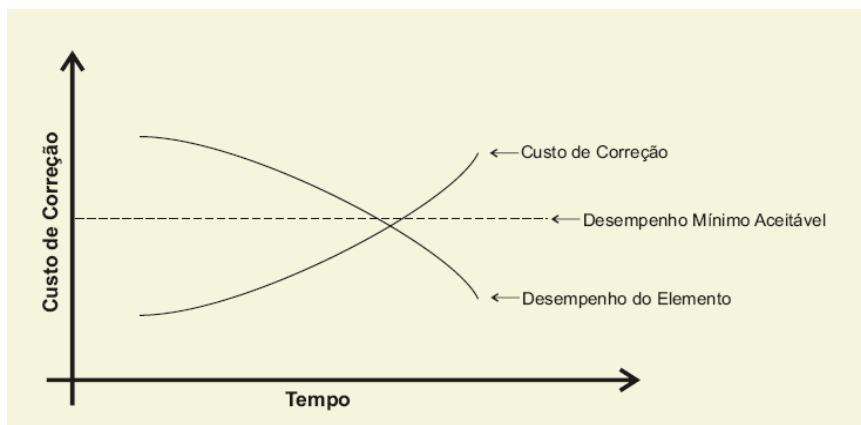 Custo de Correção
Custo de Correção
Desempenho Mínimo Aceitável
Desempenho do Elemento
Tempo